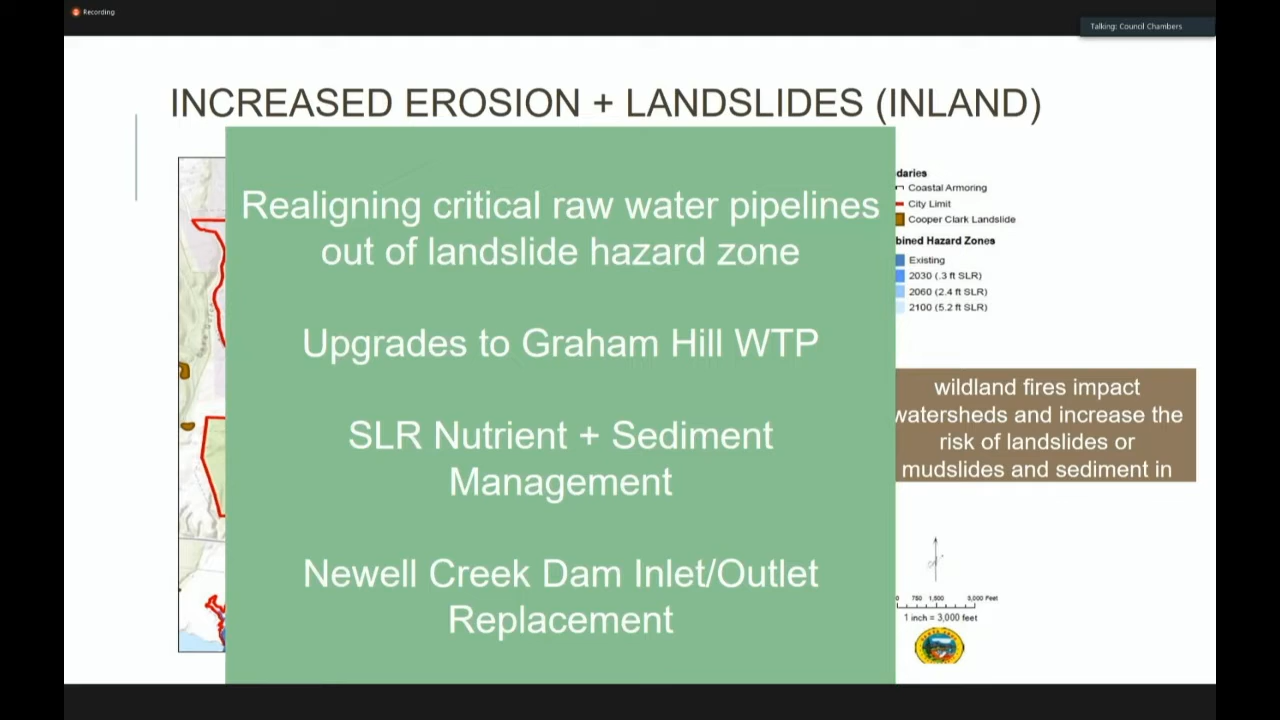 Recording
Talking: Council Chambers
INCREASED EROSION + LANDSLIDES (INLAND)
Realigning critical raw water pipelines
out of landslide hazard zone
Upgrades to Graham Hill WTP
SLR Nutrient + Sediment
Management
Newell Creek Dam Inlet/Outlet
Replacement
daries
Coastal Armoring
City Limit
Cooper Clark Landslide
bined Hazard Zones
Existing
2030 (.3 ft SLR)
2060 (2.4 ft SLR)
2100 (5.2 ft SLR)
wildland fires impact
watersheds and increase the
risk of landslides or
mudslides and sediment in
0 750 1,500 3,000 Feet
1 inch = 3,000 feet